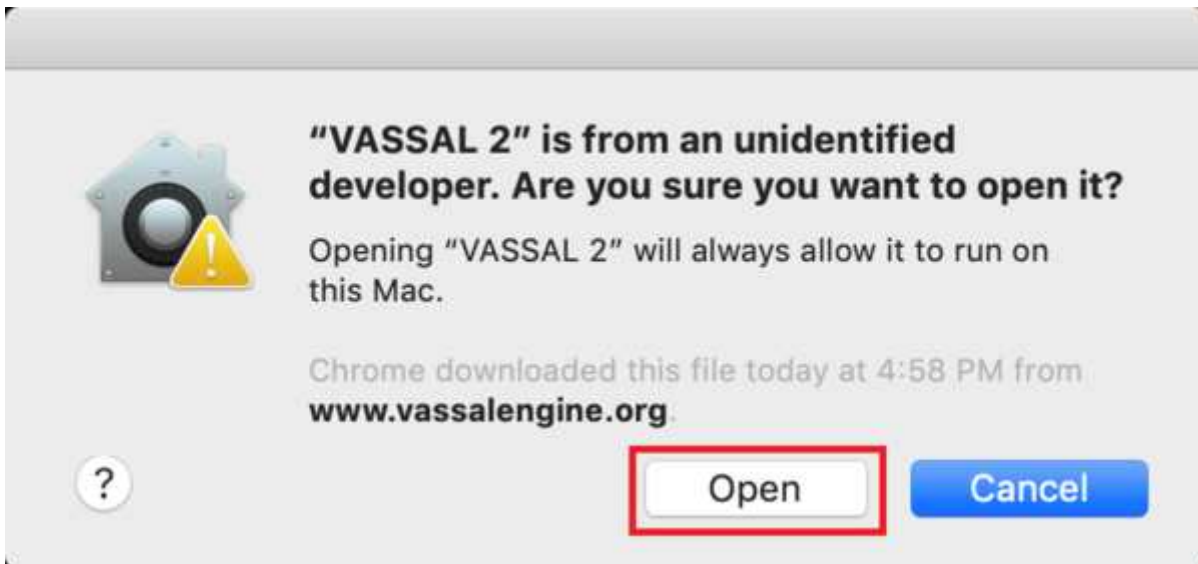 “VASSAL 2” is from an unidentified
developer. Are you sure you want to open it?
Opening “VASSAL 2” will always allow it to run on
this Mac.
Chrome downloaded this file today at 4:58 PM from
www.vassalengine.org.
?
Open
Cancel